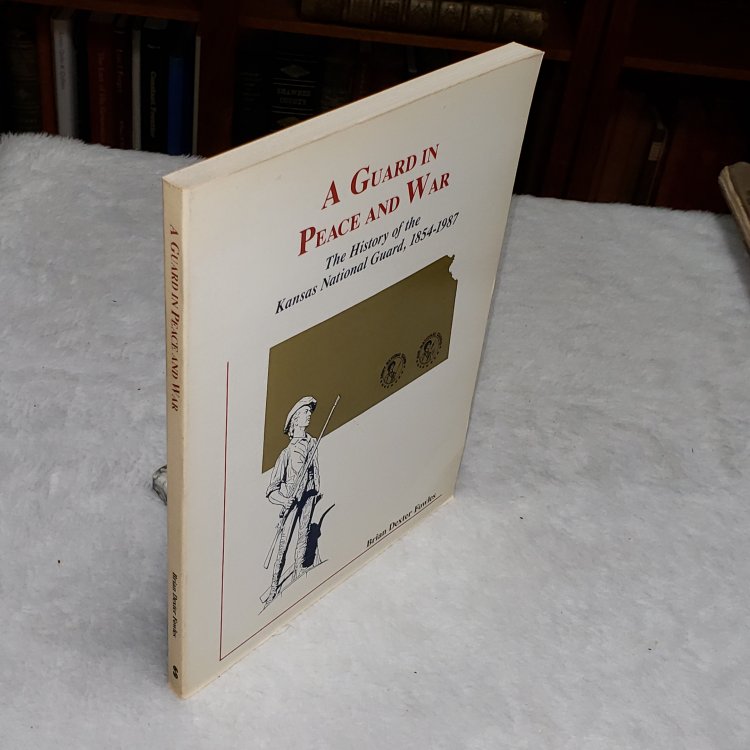 A GUARD IN
PEACE AND WAR
The History of the
Kansas National Guard, 1854-1987
Brian Dexter Fowles
A GUARD IN PEACE AND WAR
Brian Dexter Fowles